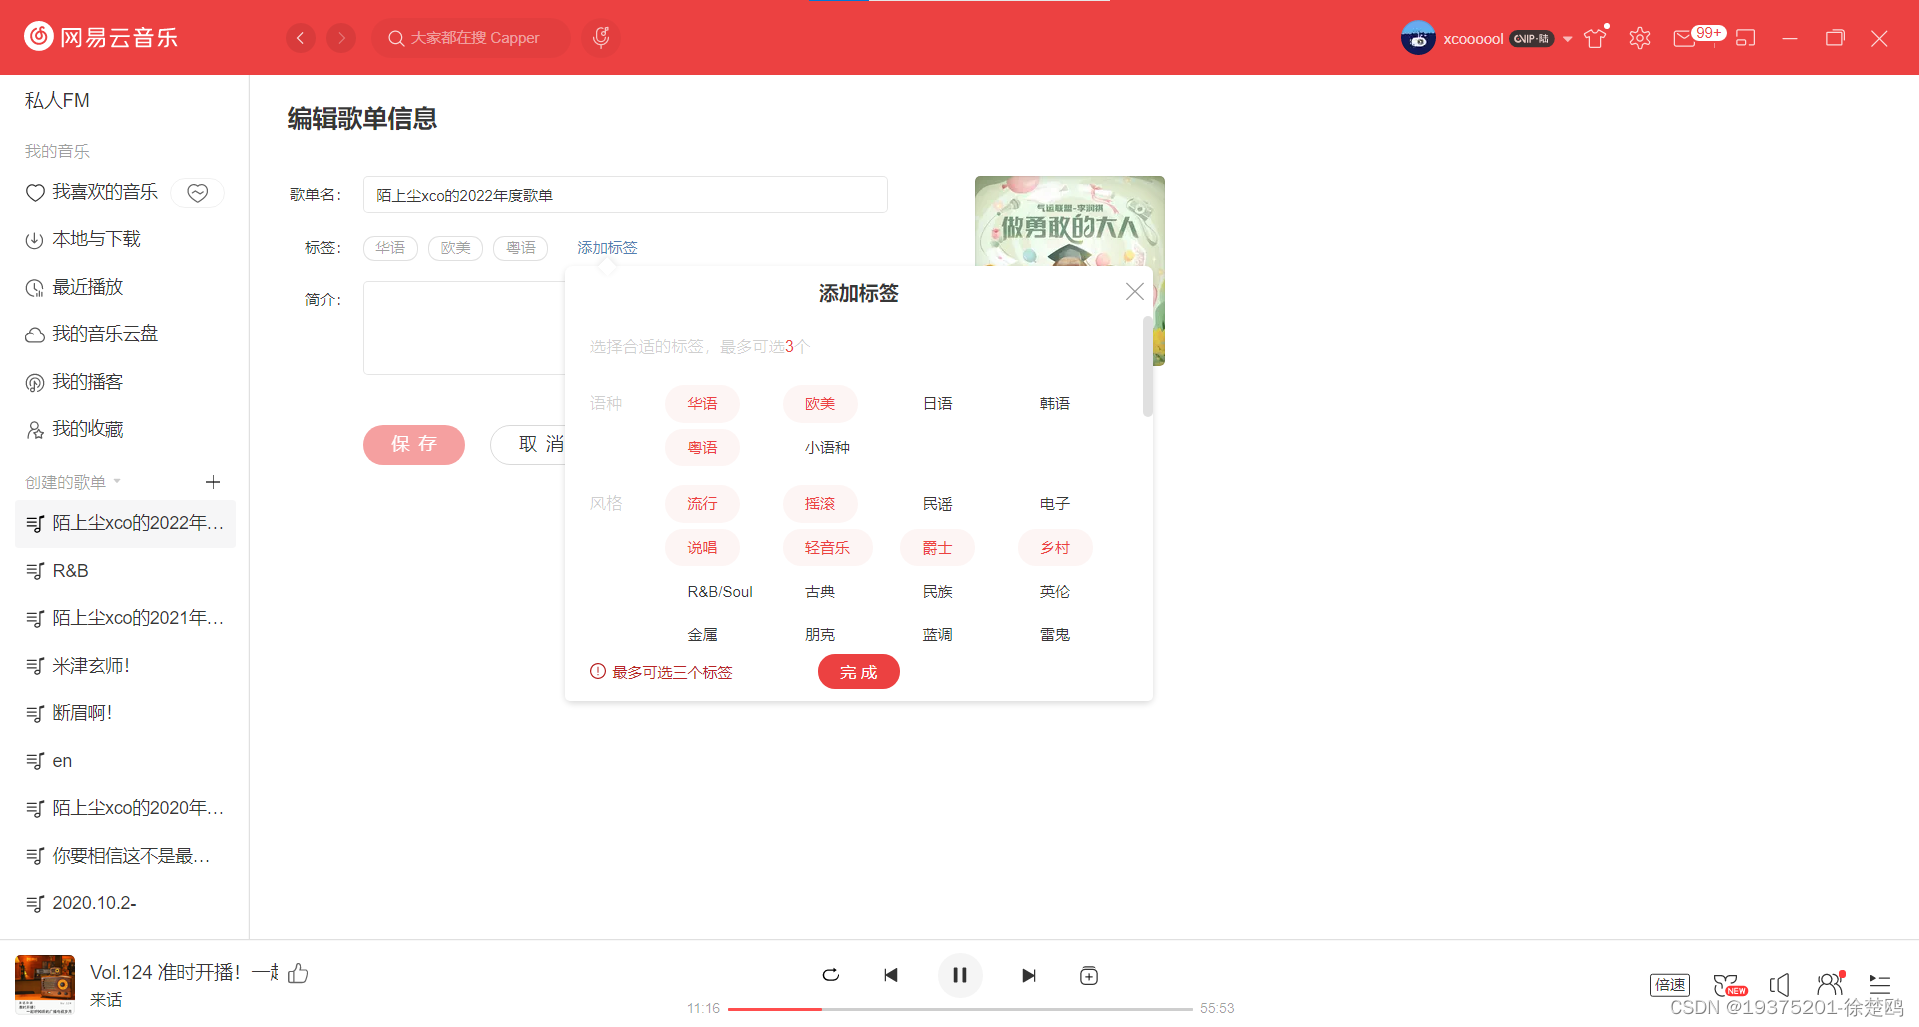 网易云音乐
大家都在搜 Capper
xcoooool
CVIP·陆
99+
私人FM
我的音乐
我喜欢的音乐
本地与下载
最近播放
我的音乐云盘
我的播客
我的收藏
创建的歌单
陌上尘xco的2022年...
R&B
陌上尘xco的2021年...
米津玄师！
断眉啊！
en
陌上尘xco的2020年...
你要相信这不是最...
2020.10.2-
编辑歌单信息
歌单名：
陌上尘xco的2022年度歌单
标签：
华语 欧美 粤语 添加标签
简介：
保存 取消
气运联盟-李润祺
做勇敢的大人
添加标签
选择合适的标签，最多可选3个
语种 华语 欧美 日语 韩语
粤语 小语种
风格 流行 摇滚 民谣 电子
说唱 轻音乐 爵士 乡村
R&B/Soul 古典 民族 英伦
金属 朋克 蓝调 雷鬼
最多可选三个标签
完成
Vol.124 准时开播！一起
来话
11:16
55:53
倍速
NEW
CSDN @19375201-徐楚鸥